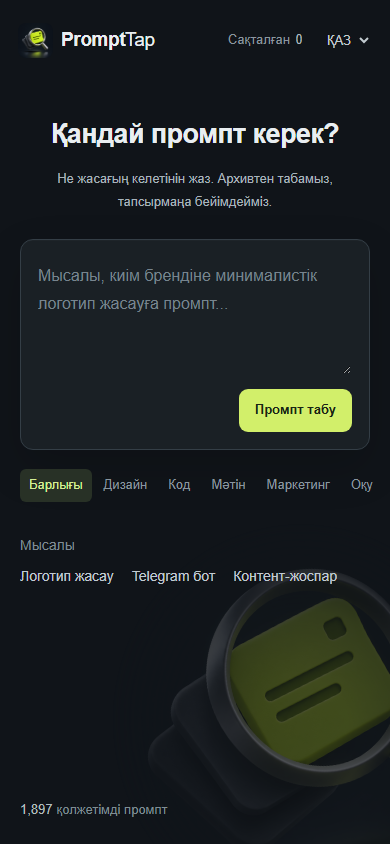 PromptTap
Сақталған 0
ҚАЗ
Қандай промпт керек?
Не жасағың келетінін жаз. Архивтен табамыз,
тапсырмаға бейімдейміз.
Мысалы, киім брендіне минималистік
логотип жасауға промпт...
Промпт табу
Барлығы Дизайн Код Мәтін Маркетинг Оқу
Мысалы
Логотип жасау Telegram бот Контент-жоспар
1,897 қолжетімді промпт